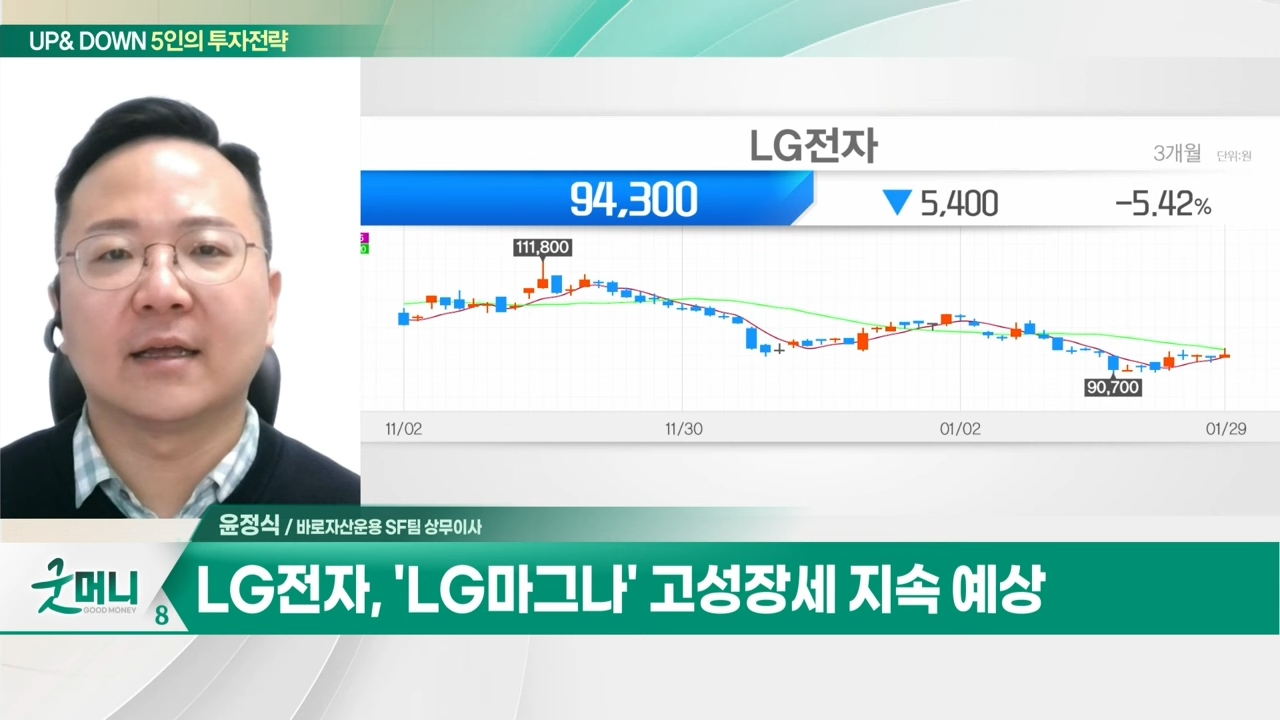 UP& DOWN 5인의 투자전략
LG전자
3개월 단위:원
94,300 ▼ 5,400 -5.42%
111,800
90,700
11/02 11/30 01/02 01/29
윤정식 / 바로자산운용 SF팀 상무이사
굿머니
GOOD MONEY
8
LG전자, 'LG마그나' 고성장세 지속 예상